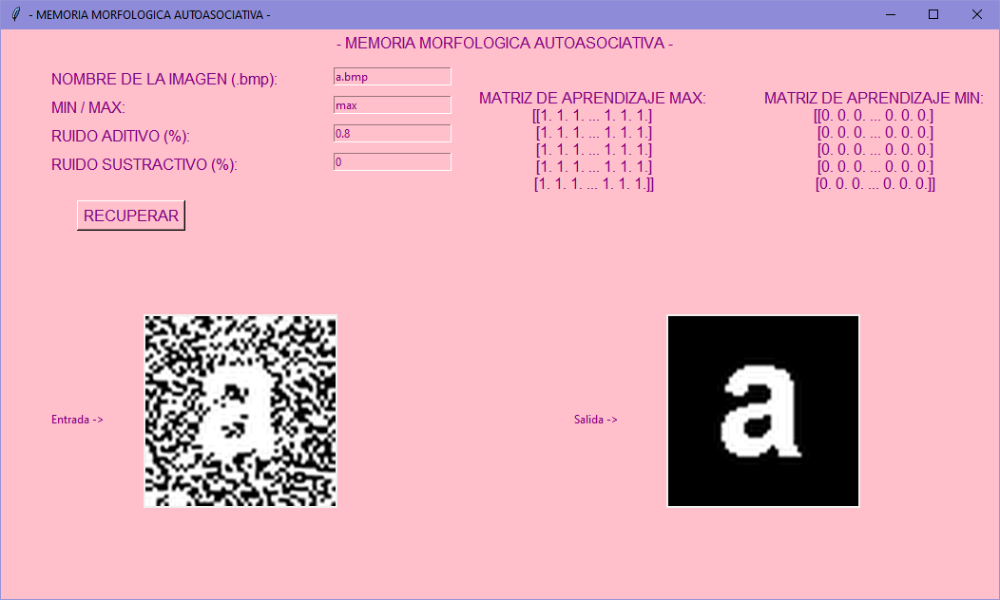 - MEMORIA MORFOLOGICA AUTOASOCIATIVA -
- MEMORIA MORFOLOGICA AUTOASOCIATIVA -
NOMBRE DE LA IMAGEN (.bmp): a.bmp
MIN / MAX: max
RUIDO ADITIVO (%): 0.8
RUIDO SUSTRACTIVO (%): 0
RECUPERAR
MATRIZ DE APRENDIZAJE MAX:
[[1. 1. 1. ... 1. 1. 1.]
[1. 1. 1. ... 1. 1. 1.]
[1. 1. 1. ... 1. 1. 1.]
[1. 1. 1. ... 1. 1. 1.]
[1. 1. 1. ... 1. 1. 1.]]
MATRIZ DE APRENDIZAJE MIN:
[[0. 0. 0. ... 0. 0. 0.]
[0. 0. 0. ... 0. 0. 0.]
[0. 0. 0. ... 0. 0. 0.]
[0. 0. 0. ... 0. 0. 0.]
[0. 0. 0. ... 0. 0. 0.]]
Entrada ->
a
Salida ->
a